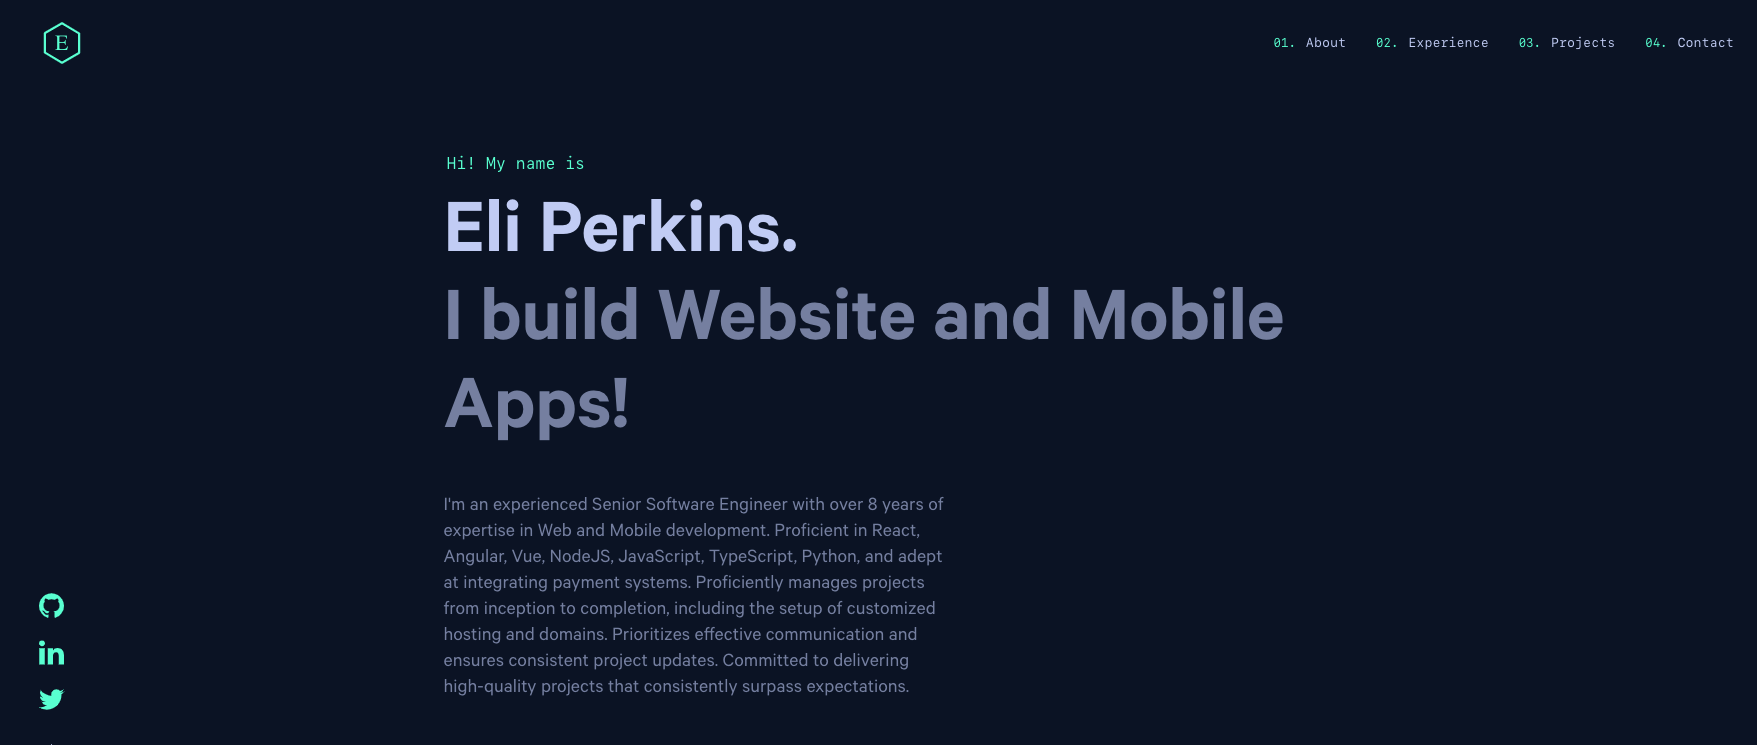 E
01. About 02. Experience 03. Projects 04. Contact
Hi! My name is
Eli Perkins.
I build Website and Mobile
Apps!
I'm an experienced Senior Software Engineer with over 8 years of
expertise in Web and Mobile development. Proficient in React,
Angular, Vue, NodeJS, JavaScript, TypeScript, Python, and adept
at integrating payment systems. Proficiently manages projects
from inception to completion, including the setup of customized
hosting and domains. Prioritizes effective communication and
ensures consistent project updates. Committed to delivering
high-quality projects that consistently surpass expectations.
in